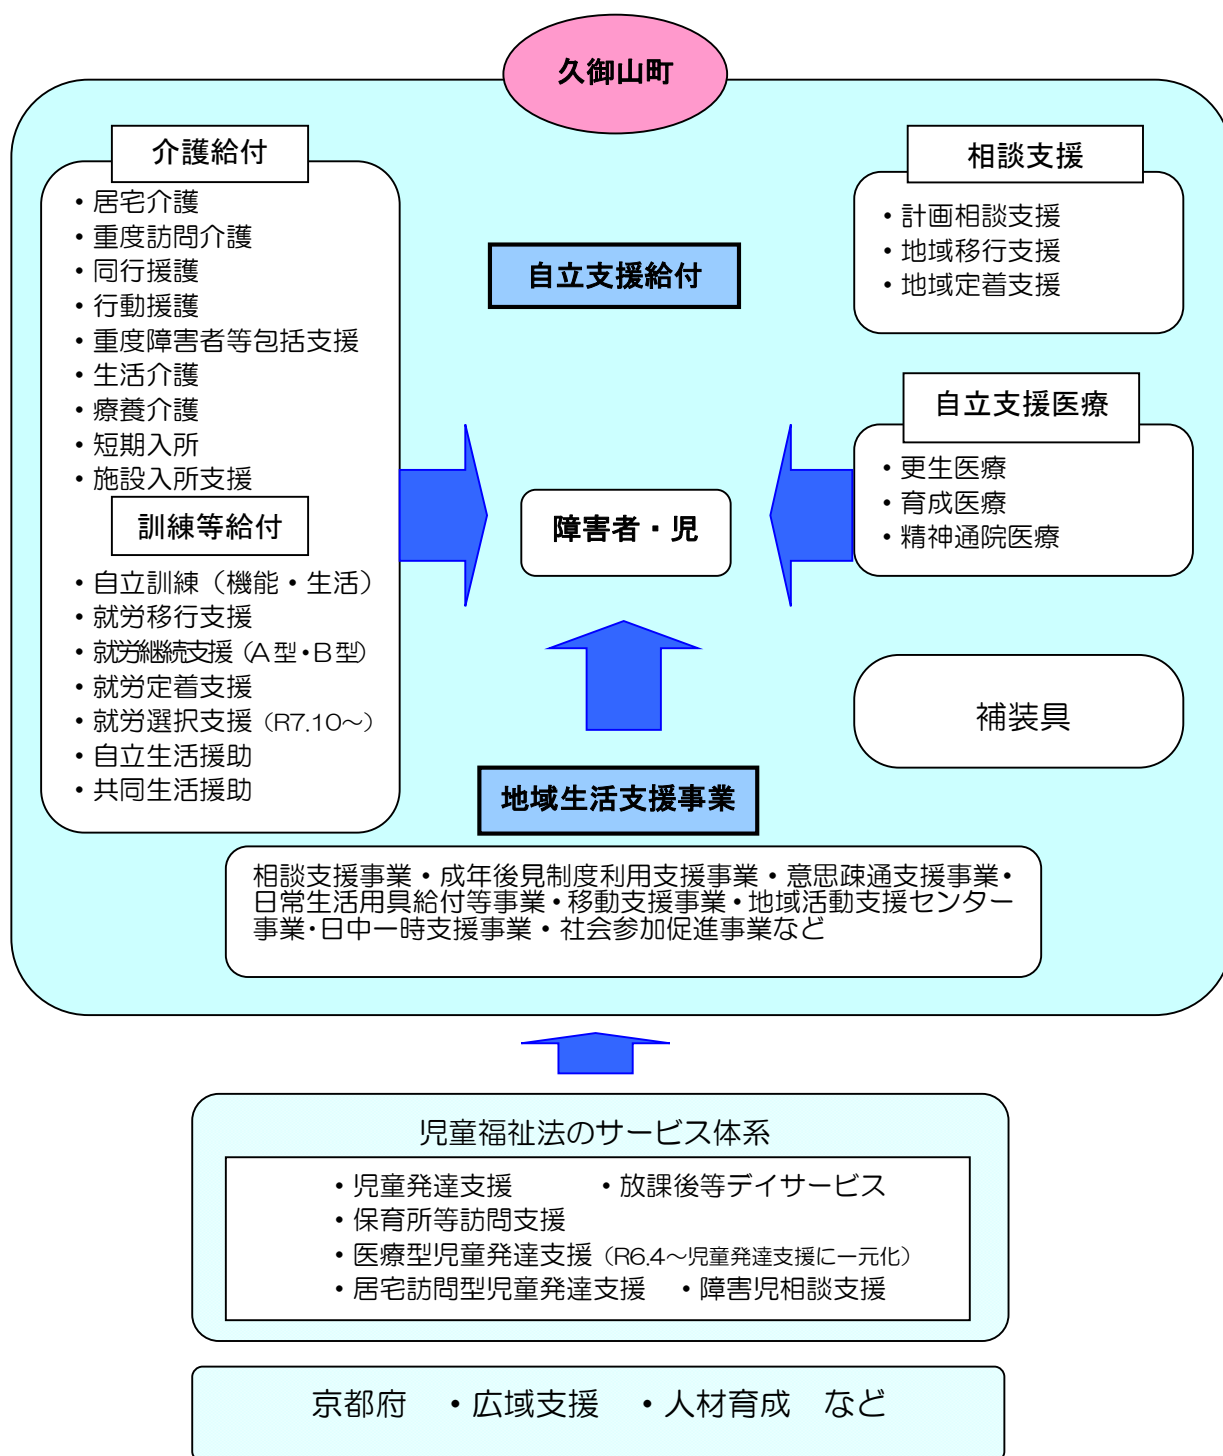 久御山町
介護給付
・居宅介護
・重度訪問介護
・同行援護
・行動援護
・重度障害者等包括支援
・生活介護
・療養介護
・短期入所
・施設入所支援
訓練等給付
・自立訓練（機能・生活）
・就労移行支援
・就労継続支援（A型・B型）
・就労定着支援
・就労選択支援（R7.10～）
・自立生活援助
・共同生活援助
自立支援給付
障害者・児
相談支援
・計画相談支援
・地域移行支援
・地域定着支援
自立支援医療
・更生医療
・育成医療
・精神通院医療
補装具
地域生活支援事業
相談支援事業・成年後見制度利用支援事業・意思疎通支援事業・
日常生活用具給付等事業・移動支援事業・地域活動支援センター
事業・日中一時支援事業・社会参加促進事業など
児童福祉法のサービス体系
・児童発達支援　・放課後等デイサービス
・保育所等訪問支援
・医療型児童発達支援（R6.4～児童発達支援に一元化）
・居宅訪問型児童発達支援　・障害児相談支援
京都府　・広域支援　・人材育成　など